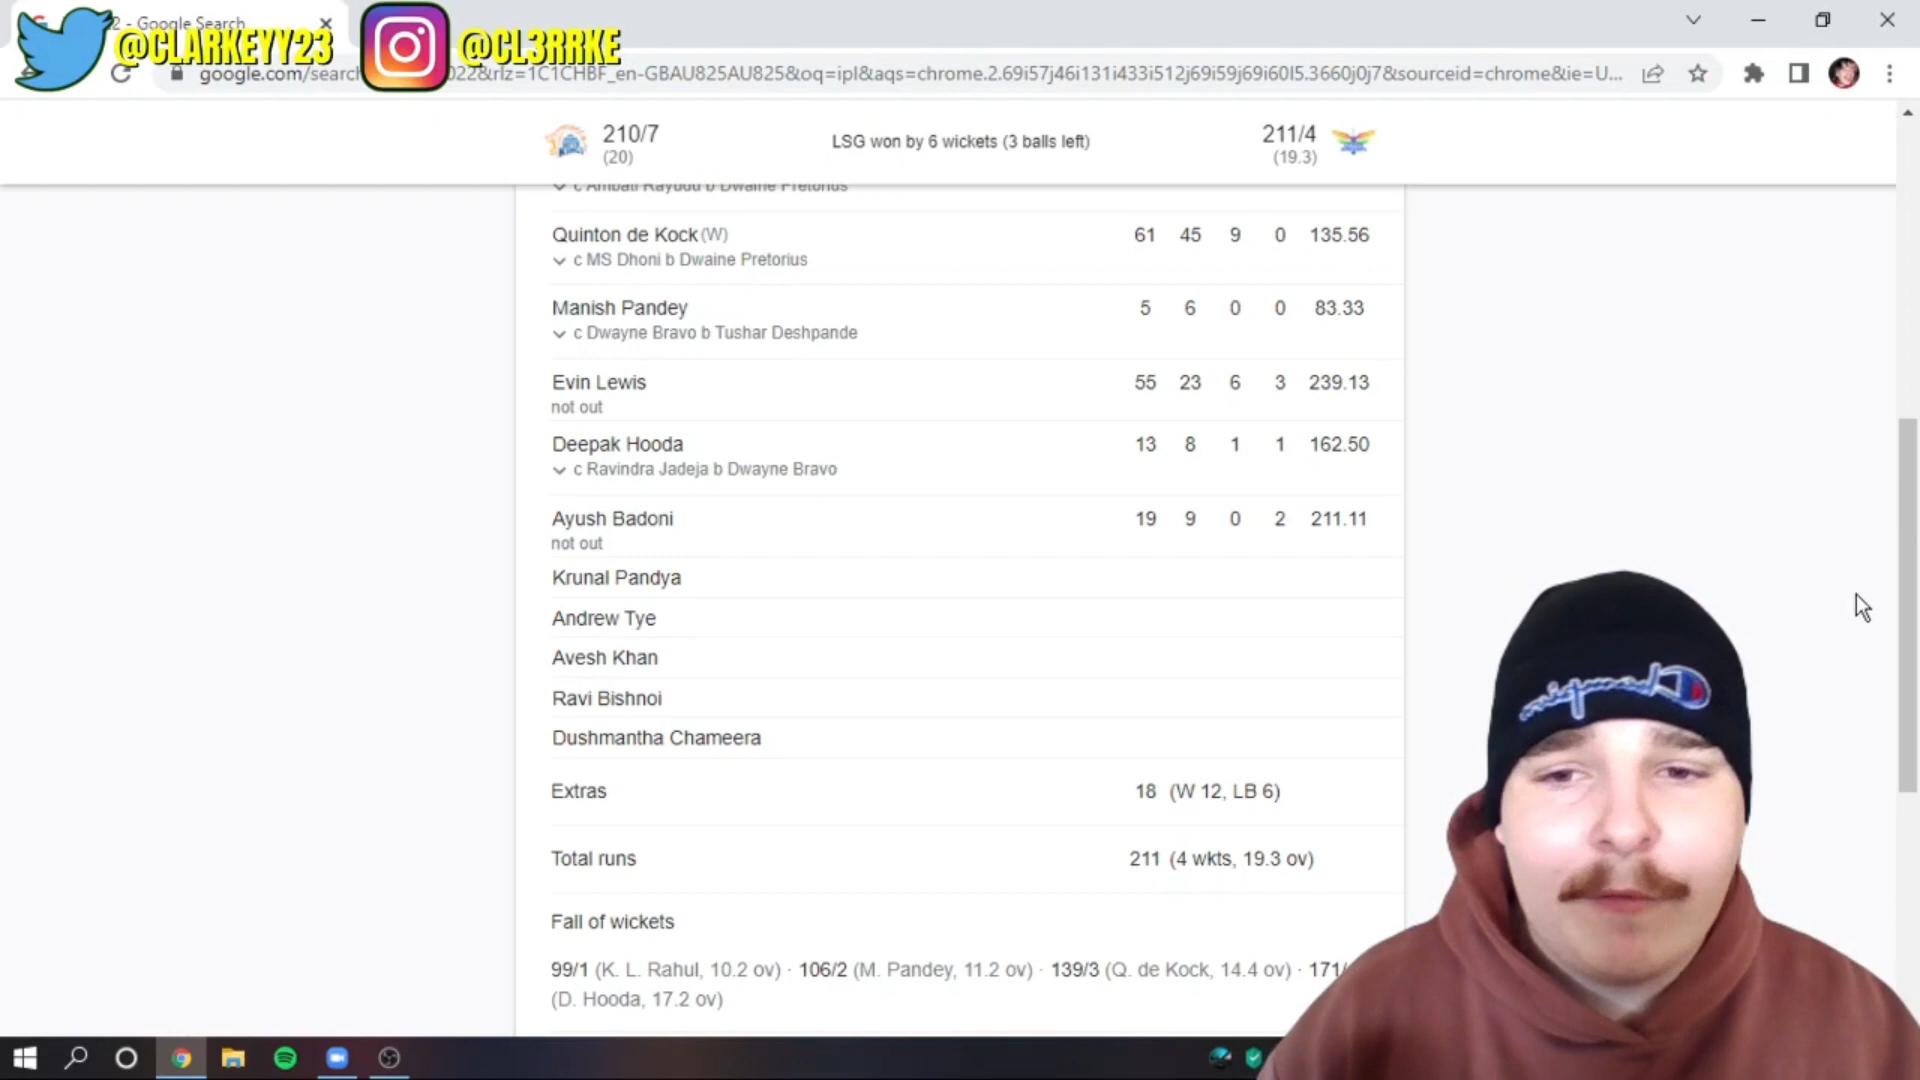 2 - Google Search
@CLARKEYY23
@CL3RRKE
google.com/search 022&rlz=1C1CHBF_en-GBAU825AU825&oq=ipl&aqs=chrome.2.69i57j46i131i433i512j69i59j69i60l5.3660j0j7&sourceid=chrome&ie=U...
210/7
(20)
LSG won by 6 wickets (3 balls left)
211/4
(19.3)
c Ambati Rayudu b Dwaine Pretorius
Quinton de Kock (W) 61 45 9 0 135.56
c MS Dhoni b Dwaine Pretorius
Manish Pandey 5 6 0 0 83.33
c Dwayne Bravo b Tushar Deshpande
Evin Lewis 55 23 6 3 239.13
not out
Deepak Hooda 13 8 1 1 162.50
c Ravindra Jadeja b Dwayne Bravo
Ayush Badoni 19 9 0 2 211.11
not out
Krunal Pandya
Andrew Tye
Avesh Khan
Ravi Bishnoi
Dushmantha Chameera
Extras 18 (W 12, LB 6)
Total runs 211 (4 wkts, 19.3 ov)
Fall of wickets
99/1 (K. L. Rahul, 10.2 ov) · 106/2 (M. Pandey, 11.2 ov) · 139/3 (Q. de Kock, 14.4 ov) · 171/
(D. Hooda, 17.2 ov)
Champion